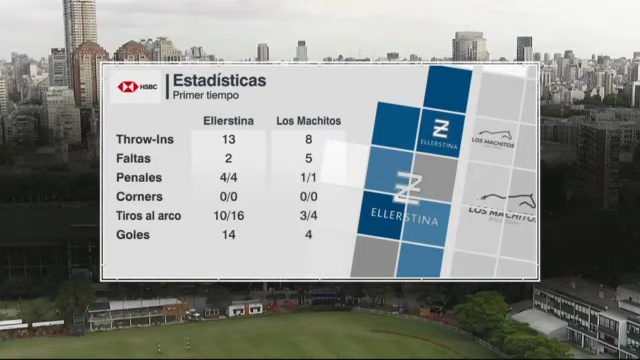 HSBC
Estadísticas
Primer tiempo
Ellerstina Los Machitos
Throw-Ins 13 8
Faltas 2 5
Penales 4/4 1/1
Corners 0/0 0/0
Tiros al arco 10/16 3/4
Goles 14 4
ELLERSTINA
LOS MACHITOS
ELLERSTINA
LOS MACHITOS